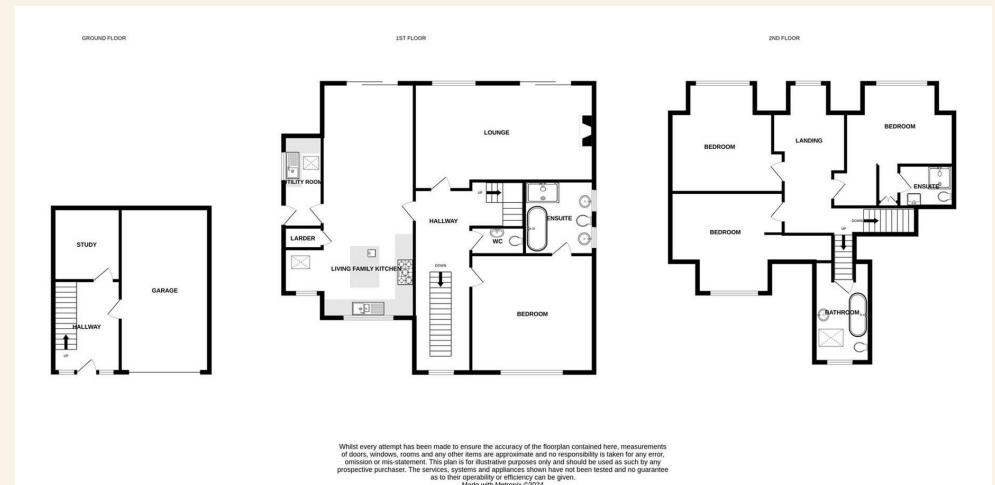 GROUND FLOOR
1ST FLOOR
2ND FLOOR
STUDY
GARAGE
HALLWAY
UP
LOUNGE
UTILITY ROOM
LARDER
LIVING FAMILY KITCHEN
HALLWAY
UP
ENSUITE
WC
DOWN
BEDROOM
BEDROOM
LANDING
BEDROOM
ENSUITE
BEDROOM
DOWN
UP
BATHROOM
Whilst every attempt has been made to ensure the accuracy of the floorplan contained here, measurements
of doors, windows, rooms and any other items are approximate and no responsibility is taken for any error,
omission or mis-statement. This plan is for illustrative purposes only and should be used as such by any
prospective purchaser. The services, systems and appliances shown have not been tested and no guarantee
as to their operability or efficiency can be given.
Made with Metropix ©2024